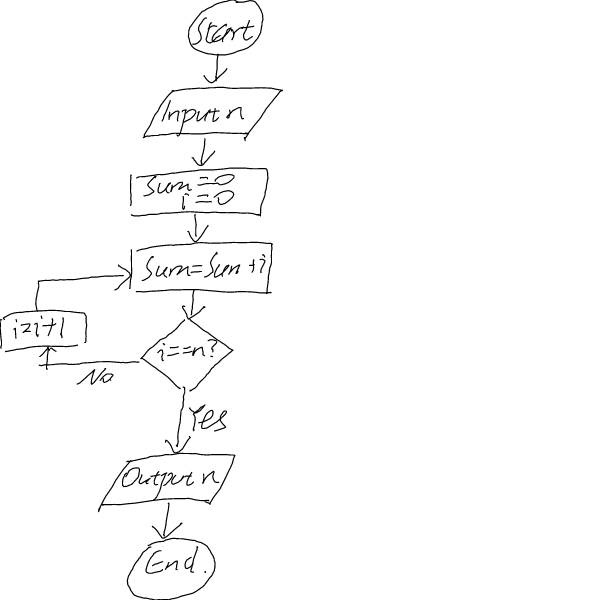 Start
Input n
Sum=0
i=0
Sum=Sum+i
i=i+1
i==n?
No
Yes
Output n
End.